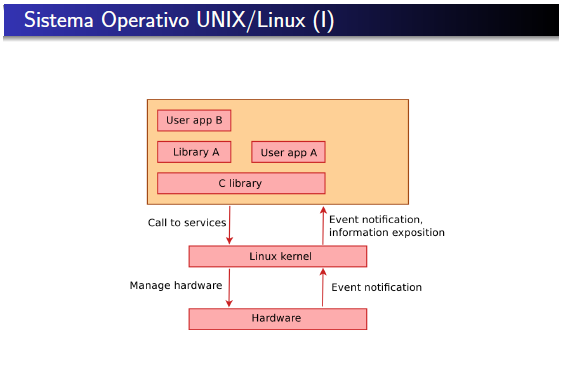 Sistema Operativo UNIX/Linux (I)
User app B
Library A
User app A
C library
Call to services
Event notification,
information exposition
Linux kernel
Manage hardware
Event notification
Hardware